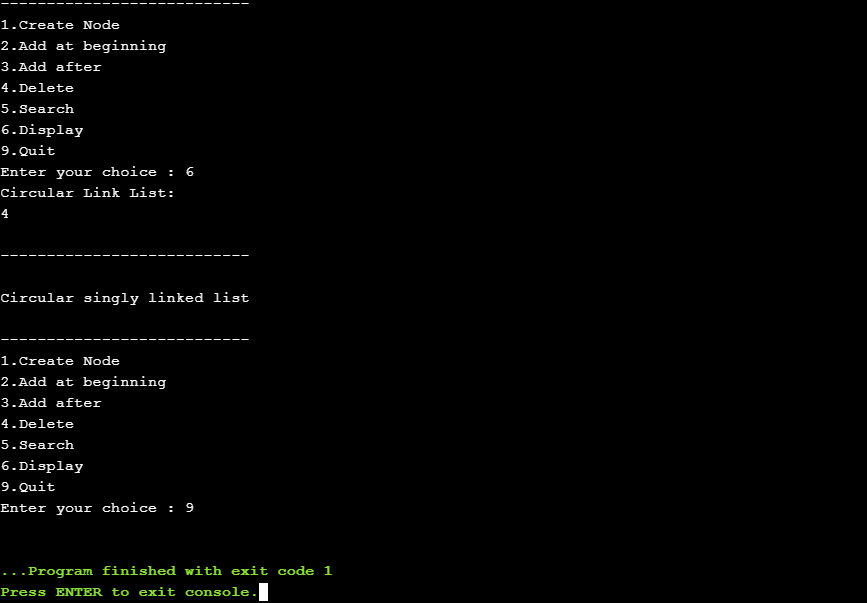 ---------------------------
1.Create Node
2.Add at beginning
3.Add after
4.Delete
5.Search
6.Display
9.Quit
Enter your choice : 6
Circular Link List:
4
---------------------------
Circular singly linked list
---------------------------
1.Create Node
2.Add at beginning
3.Add after
4.Delete
5.Search
6.Display
9.Quit
Enter your choice : 9
...Program finished with exit code 1
Press ENTER to exit console.